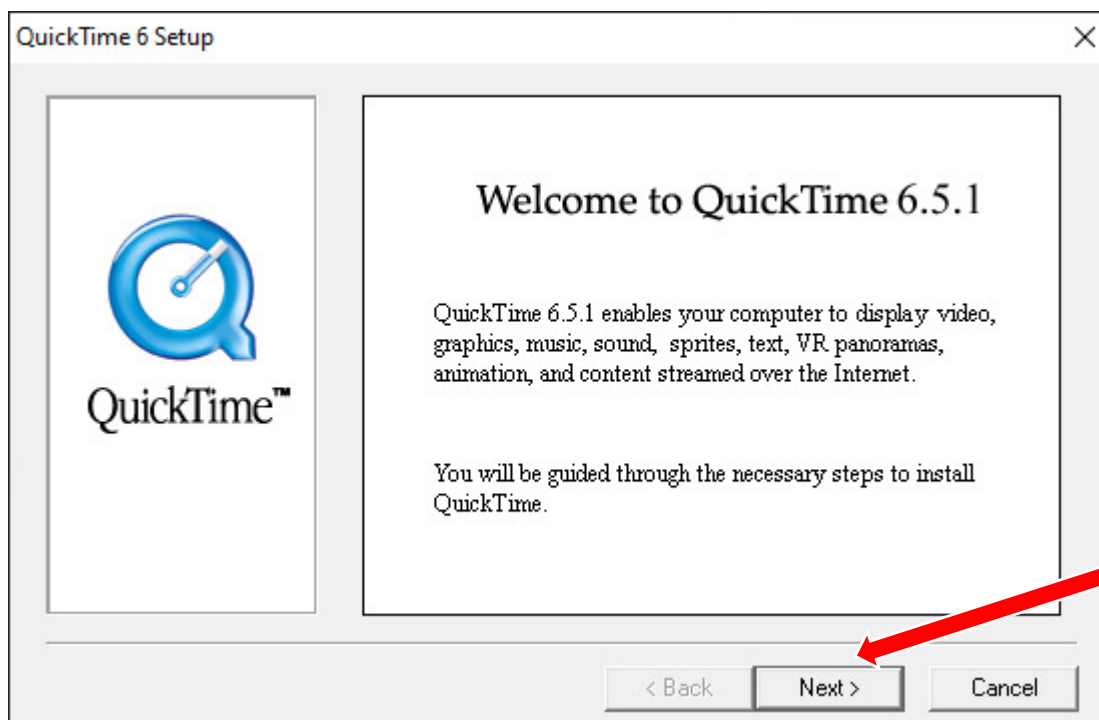 QuickTime 6 Setup
QuickTime™
Welcome to QuickTime 6.5.1
QuickTime 6.5.1 enables your computer to display video,
graphics, music, sound, sprites, text, VR panoramas,
animation, and content streamed over the Internet.
You will be guided through the necessary steps to install
QuickTime.
< Back
Next >
Cancel